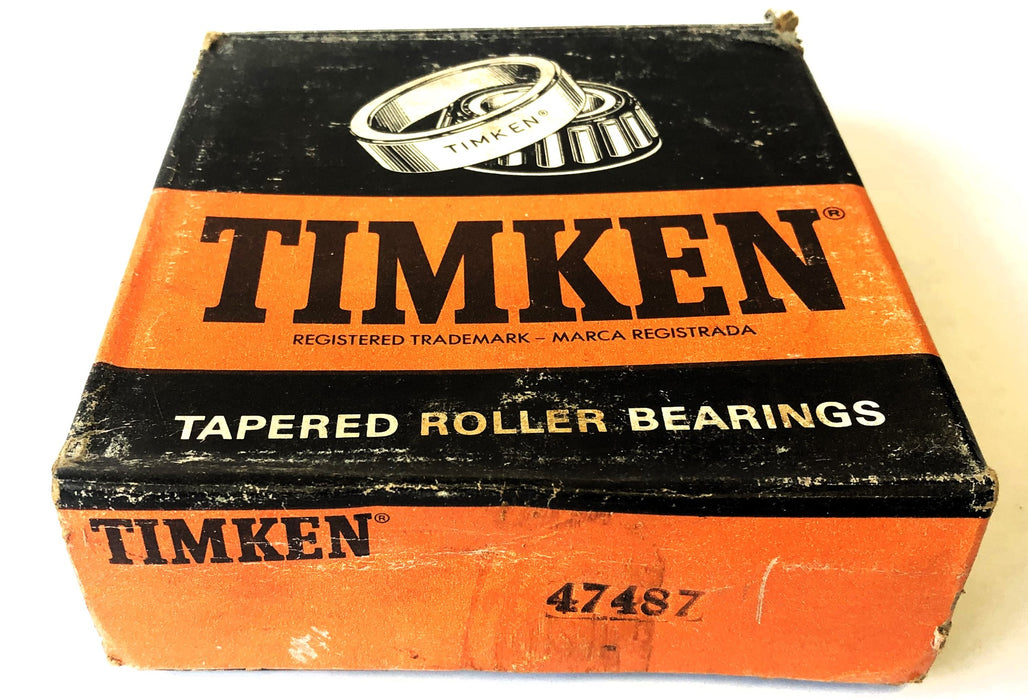 TIMKEN®
TIMKEN®
REGISTERED TRADEMARK – MARCA REGISTRADA
TAPERED ROLLER BEARINGS
TIMKEN®
47487